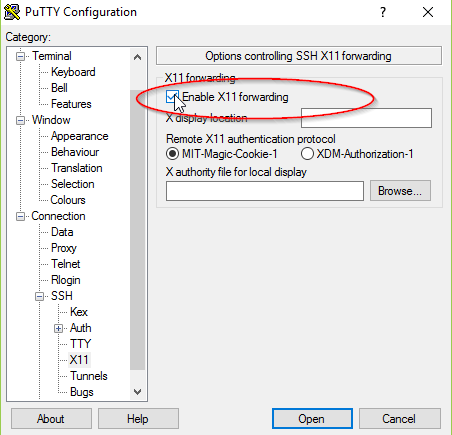 PuTTY Configuration
?
Category:
Terminal
Keyboard
Bell
Features
Window
Appearance
Behaviour
Translation
Selection
Colours
Connection
Data
Proxy
Telnet
Rlogin
SSH
Kex
Auth
TTY
X11
Tunnels
Bugs
Options controlling SSH X11 forwarding
X11 forwarding
Enable X11 forwarding
X display location
Remote X11 authentication protocol
MIT-Magic-Cookie-1 XDM-Authorization-1
X authority file for local display
Browse...
About Help Open Cancel